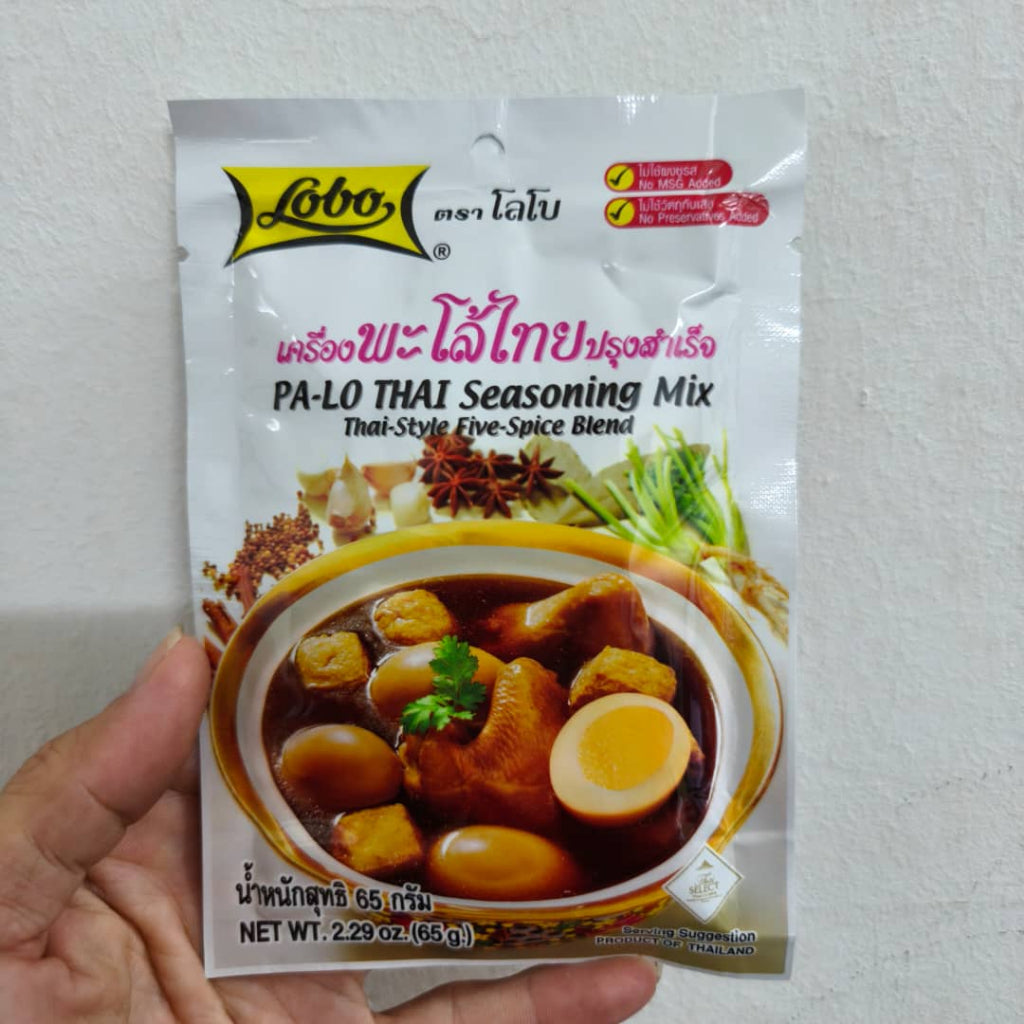 Lobo
®
ตรา โลโบ
ไม่ใช้ผงชูรส
No MSG Added
ไม่ใช้วัตถุกันเสีย
No Preservatives Added
เครื่องพะโล้ไทยปรุงสำเร็จ
PA-LO THAI Seasoning Mix
Thai-Style Five-Spice Blend
น้ำหนักสุทธิ 65 กรัม
NET WT. 2.29 oz. (65 g.)
Thai
SELECT
Serving Suggestion
PRODUCT OF THAILAND